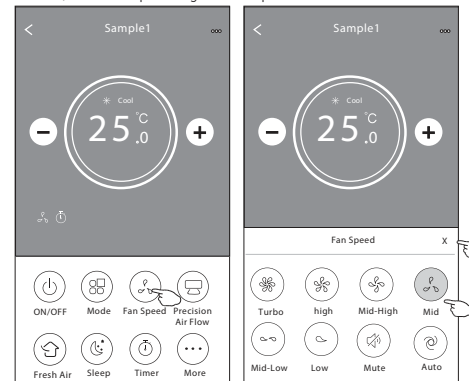 Sample1
Cool
25.0 °C
ON/OFF
Mode
Fan Speed
Precision
Air Flow
Fresh Air
Sleep
Timer
More
Sample1
Cool
25.0 °C
Fan Speed
X
Turbo
high
Mid-High
Mid
Mid-Low
Low
Mute
Auto